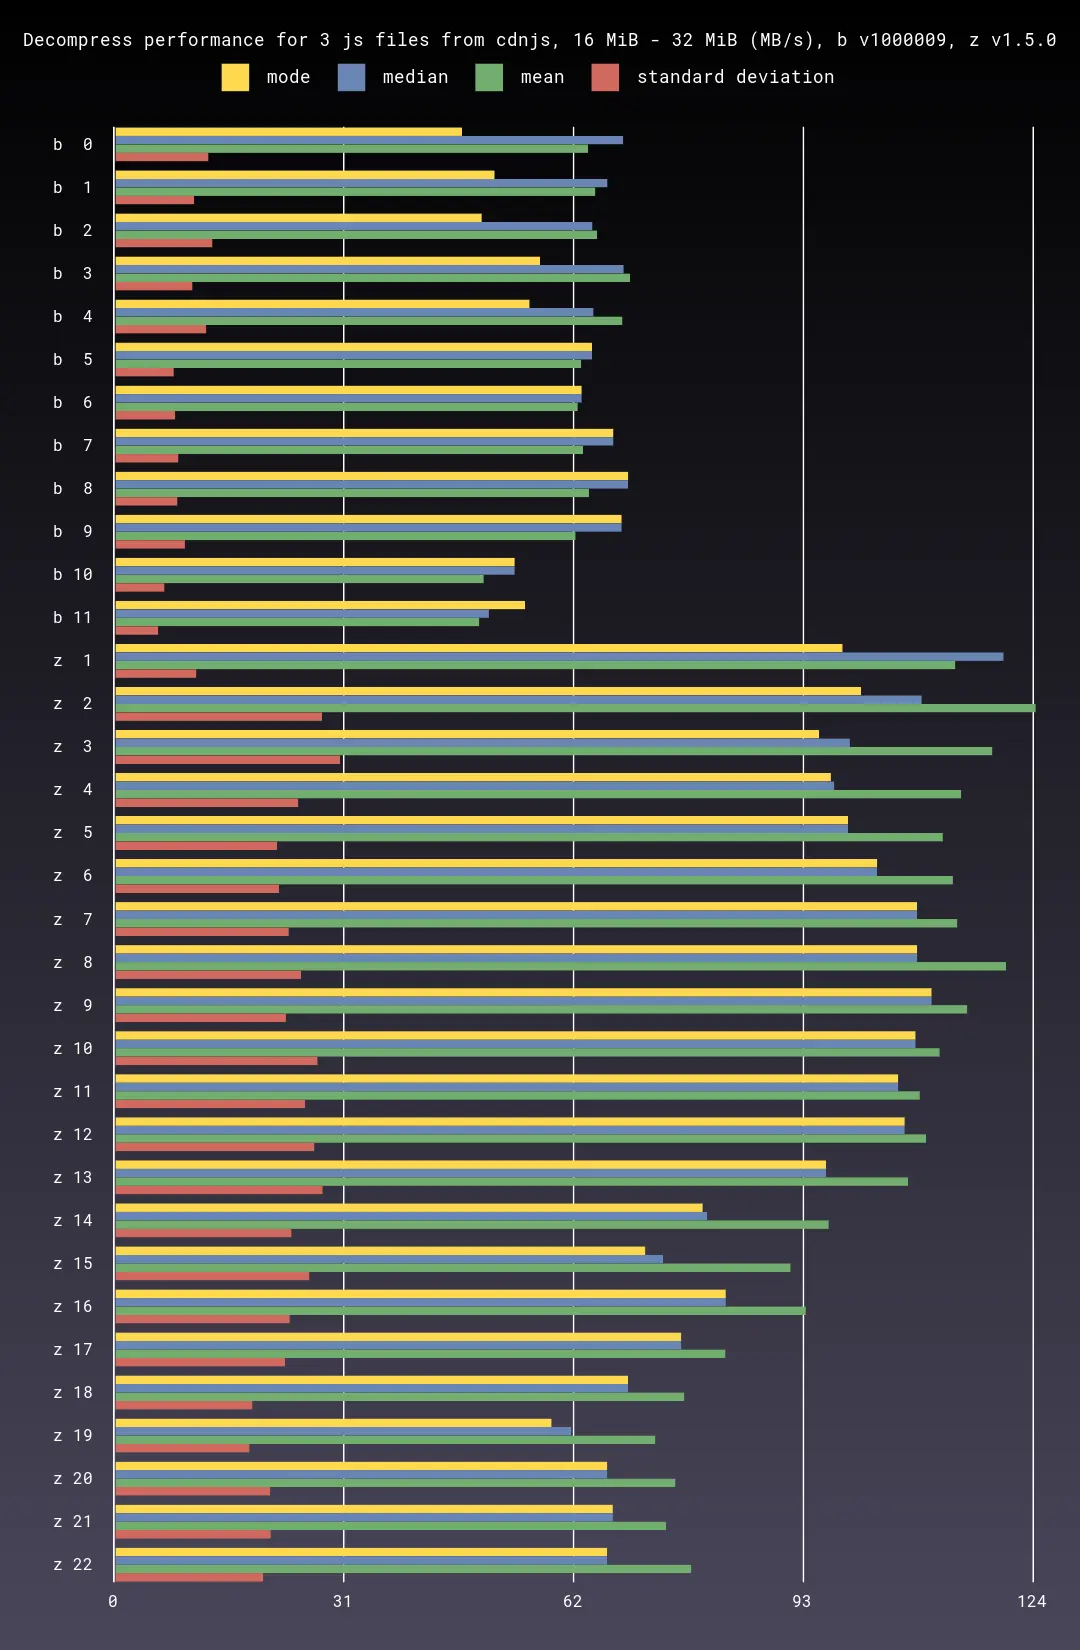 Decompress performance for 3 js files from cdnjs, 16 MiB - 32 MiB (MB/s), b v1000009, z v1.5.0
mode median mean standard deviation
b 0
b 1
b 2
b 3
b 4
b 5
b 6
b 7
b 8
b 9
b 10
b 11
z 1
z 2
z 3
z 4
z 5
z 6
z 7
z 8
z 9
z 10
z 11
z 12
z 13
z 14
z 15
z 16
z 17
z 18
z 19
z 20
z 21
z 22
0 31 62 93 124